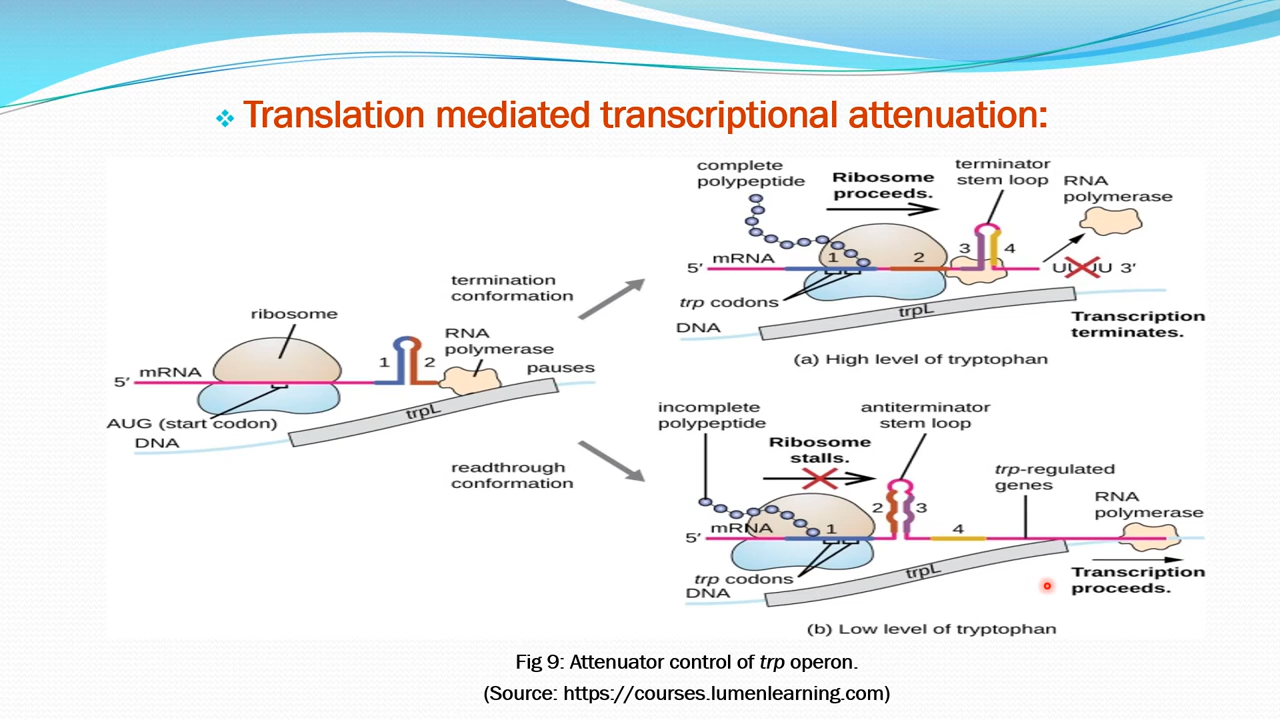 Translation mediated transcriptional attenuation:
ribosome
mRNA
5′
1
2
RNA
polymerase
pauses
AUG (start codon)
DNA
trpL
termination
conformation
readthrough
conformation
complete
polypeptide
Ribosome
proceeds.
terminator
stem loop
RNA
polymerase
mRNA
5′
1
2
3
4
UUUU 3′
trp codons
DNA
trpL
Transcription
terminates.
(a) High level of tryptophan
incomplete
polypeptide
Ribosome
stalls.
antiterminator
stem loop
trp-regulated
genes
RNA
polymerase
mRNA
5′
1
2
3
4
trp codons
DNA
trpL
Transcription
proceeds.
(b) Low level of tryptophan
Fig 9: Attenuator control of trp operon.
(Source: https://courses.lumenlearning.com)